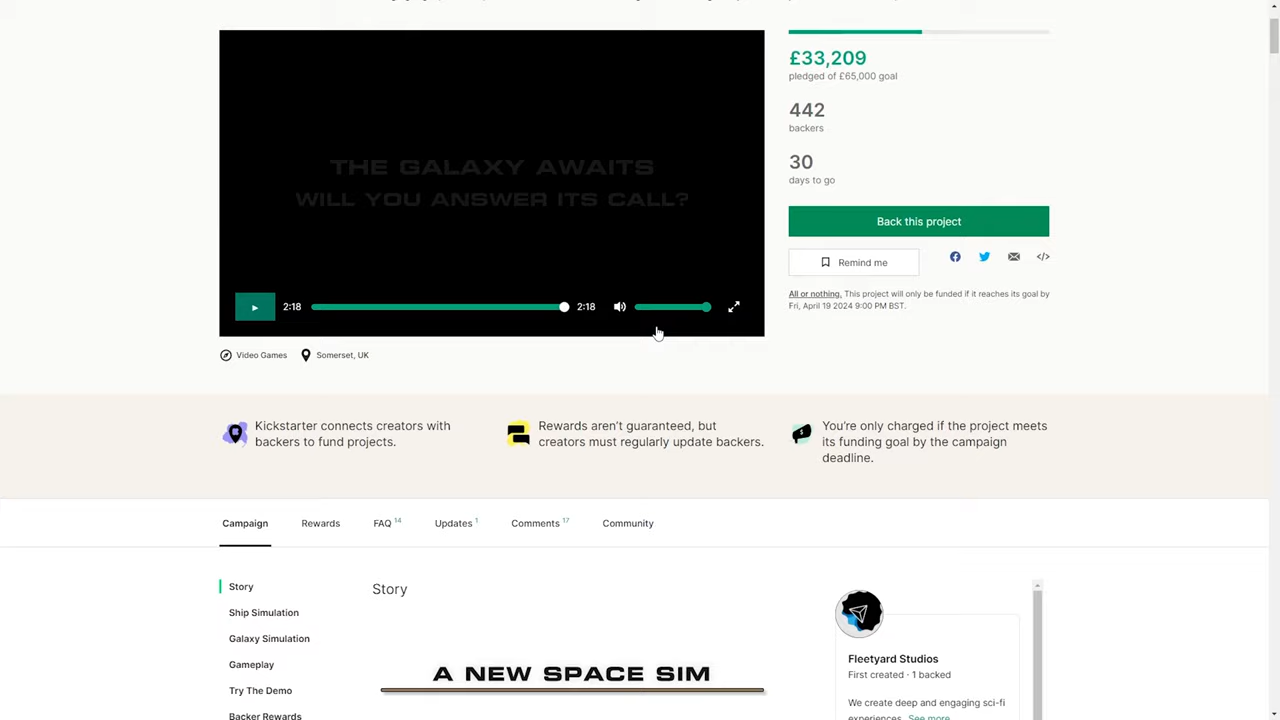 £33,209
pledged of £65,000 goal
442
backers
30
days to go
Back this project
Remind me
All or nothing. This project will only be funded if it reaches its goal by
Fri, April 19 2024 9:00 PM BST.
THE GALAXY AWAITS
WILL YOU ANSWER ITS CALL?
2:18
2:18
Video Games
Somerset, UK
Kickstarter connects creators with
backers to fund projects.
Rewards aren't guaranteed, but
creators must regularly update backers.
You're only charged if the project meets
its funding goal by the campaign
deadline.
Campaign
Rewards
FAQ 14
Updates 1
Comments 17
Community
Story
Ship Simulation
Galaxy Simulation
Gameplay
Try The Demo
Backer Rewards
Story
A NEW SPACE SIM
Fleetyard Studios
First created · 1 backed
We create deep and engaging sci-fi
experiences. See more